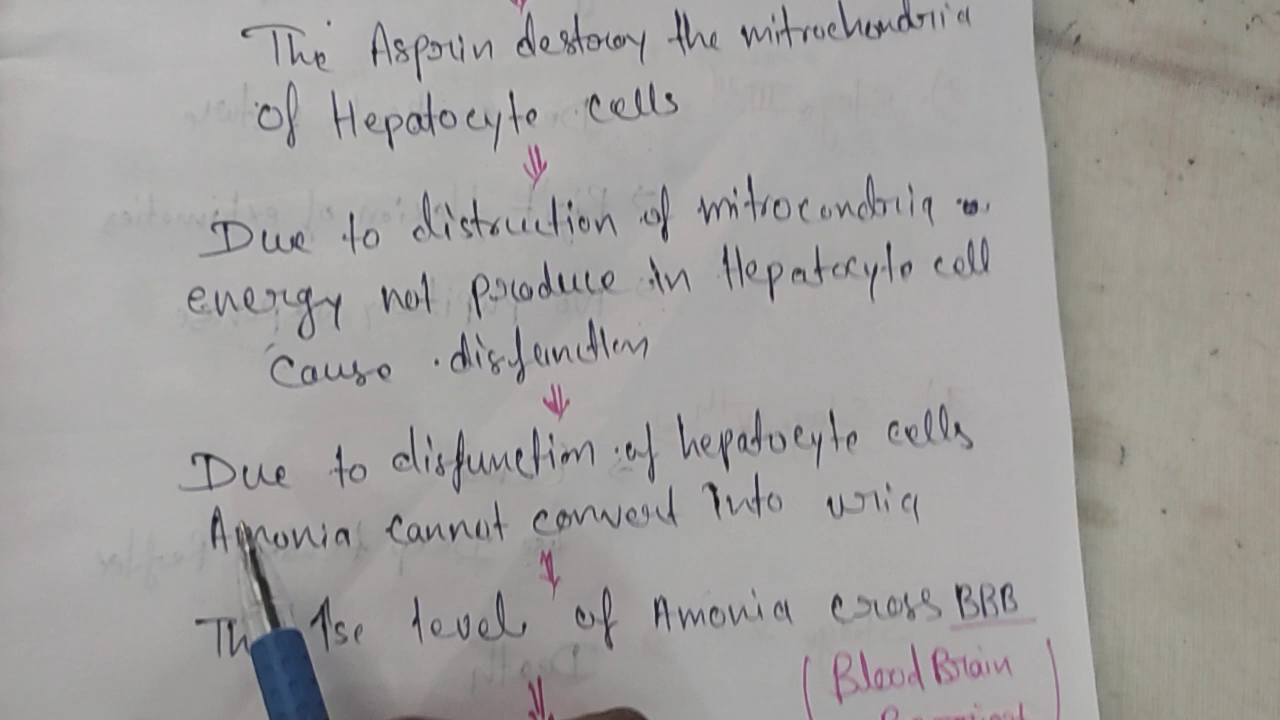 The Asprin destroy the mitrochendria
of Hepatocyte cells
Due to distruction of mitrocondria
energy not produce in Hepatocyte cell
cause disfunction
Due to disfunction of hepatocyte cells
Amonia cannot convert into uria
The ↑se level of Amonia cross BBB
(Blood Brain